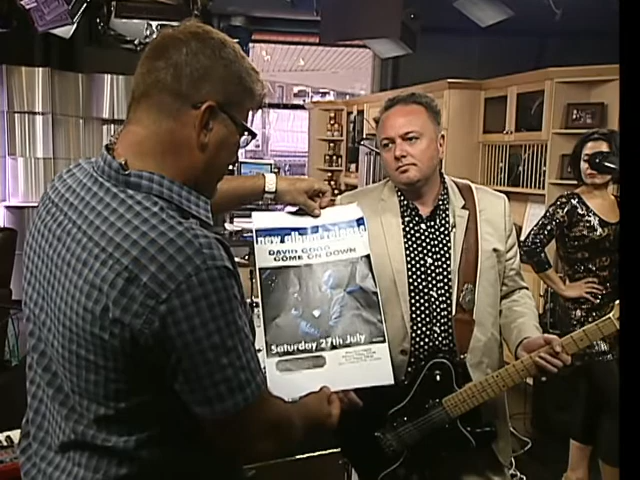 new album release
DAVID GOGO
COME ON DOWN
Saturday 27th July